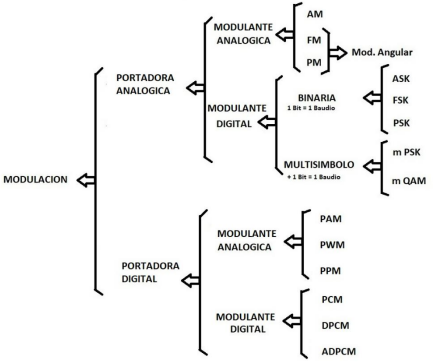 MODULACION
PORTADORA
ANALOGICA
MODULANTE
ANALOGICA
AM
FM
PM
Mod. Angular
MODULANTE
DIGITAL
BINARIA
1 Bit = 1 Baudio
ASK
FSK
PSK
MULTISIMBOLO
+ 1 Bit = 1 Baudio
m PSK
m QAM
PORTADORA
DIGITAL
MODULANTE
ANALOGICA
PAM
PWM
PPM
MODULANTE
DIGITAL
PCM
DPCM
ADPCM